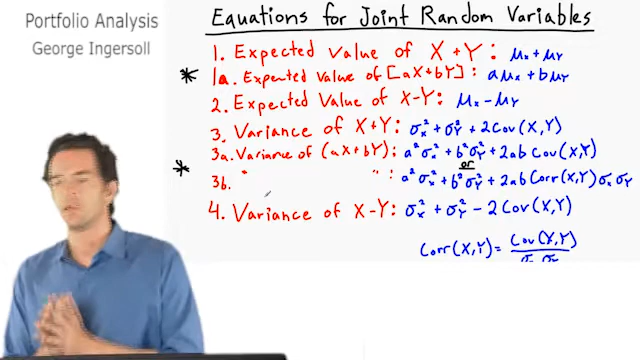 Portfolio Analysis
George Ingersoll
Equations for Joint Random Variables
1. Expected Value of X+Y: μx + μY
* 1a. Expected Value of [aX+bY]: aμx + bμY
2. Expected Value of X-Y: μx - μY
3. Variance of X+Y: σx² + σY² + 2Cov(X,Y)
3a. Variance of (aX+bY): a²σx² + b²σY² + 2ab Cov(X,Y)
* or
3b. " " : a²σx² + b²σY² + 2ab Corr(X,Y)σx σY
4. Variance of X-Y: σx² + σY² - 2Cov(X,Y)
Corr(X,Y) = Cov(X,Y)
σx σY